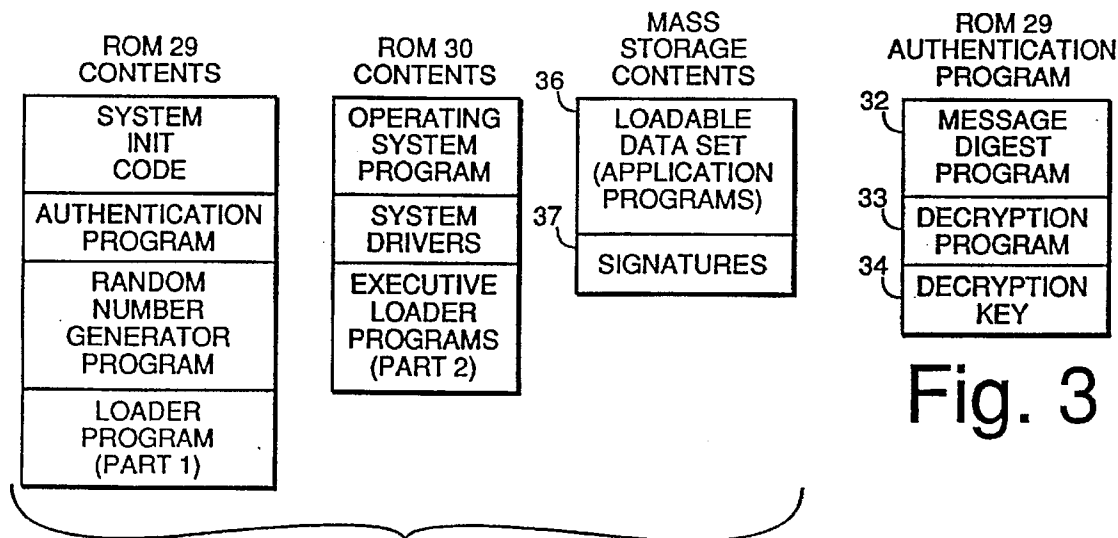 ROM 29
CONTENTS
SYSTEM
INIT
CODE
AUTHENTICATION
PROGRAM
RANDOM
NUMBER
GENERATOR
PROGRAM
LOADER
PROGRAM
(PART 1)
ROM 30
CONTENTS
OPERATING
SYSTEM
PROGRAM
SYSTEM
DRIVERS
EXECUTIVE
LOADER
PROGRAMS
(PART 2)
MASS
STORAGE
CONTENTS
36
LOADABLE
DATA SET
(APPLICATION
PROGRAMS)
37
SIGNATURES
ROM 29
AUTHENTICATION
PROGRAM
32
MESSAGE
DIGEST
PROGRAM
33
DECRYPTION
PROGRAM
34
DECRYPTION
KEY
Fig. 3